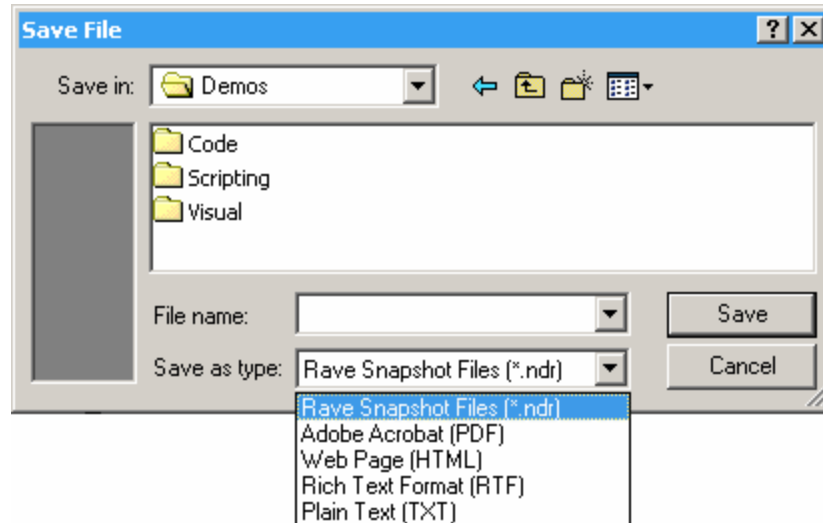 Save File
Save in: Demos
Code
Scripting
Visual
File name:
Save
Save as type: Rave Snapshot Files (*.ndr)
Cancel
Rave Snapshot Files (*.ndr)
Adobe Acrobat (PDF)
Web Page (HTML)
Rich Text Format (RTF)
Plain Text (TXT)